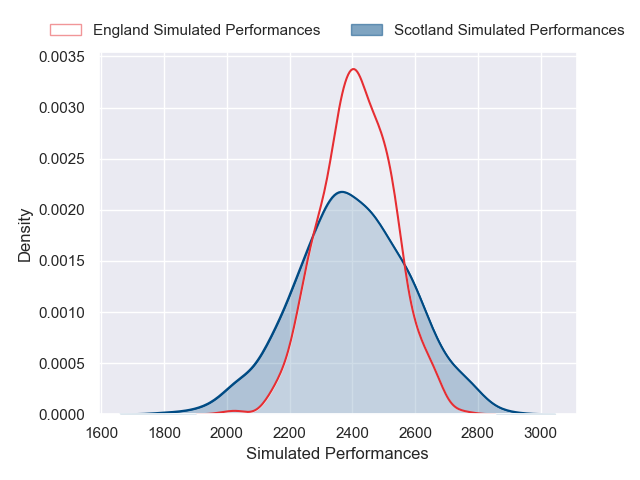 England Simulated Performances Scotland Simulated Performances
0.0035
0.0030
0.0025
0.0020
0.0015
0.0010
0.0005
0.0000
Density
1600 1800 2000 2200 2400 2600 2800 3000
Simulated Performances